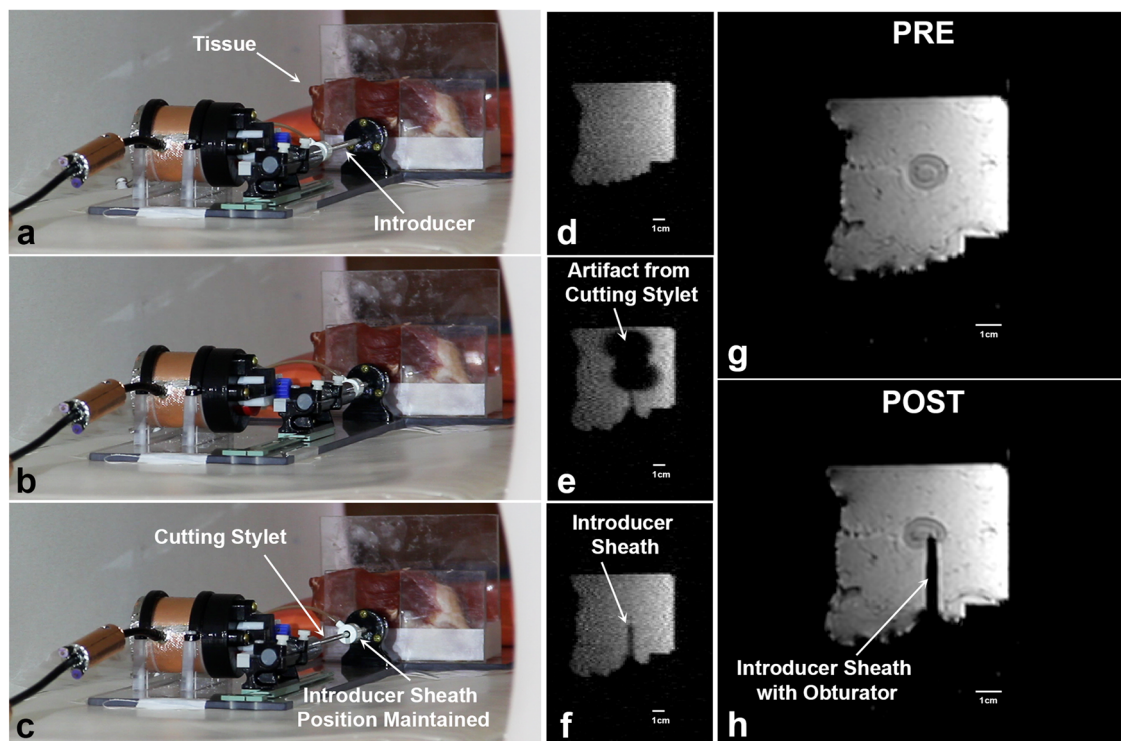 Tissue
Introducer
a
b
Cutting Stylet
Introducer Sheath
Position Maintained
c
1cm
d
Artifact from
Cutting Stylet
1cm
e
Introducer
Sheath
1cm
f
PRE
1cm
g
POST
Introducer Sheath
with Obturator
1cm
h